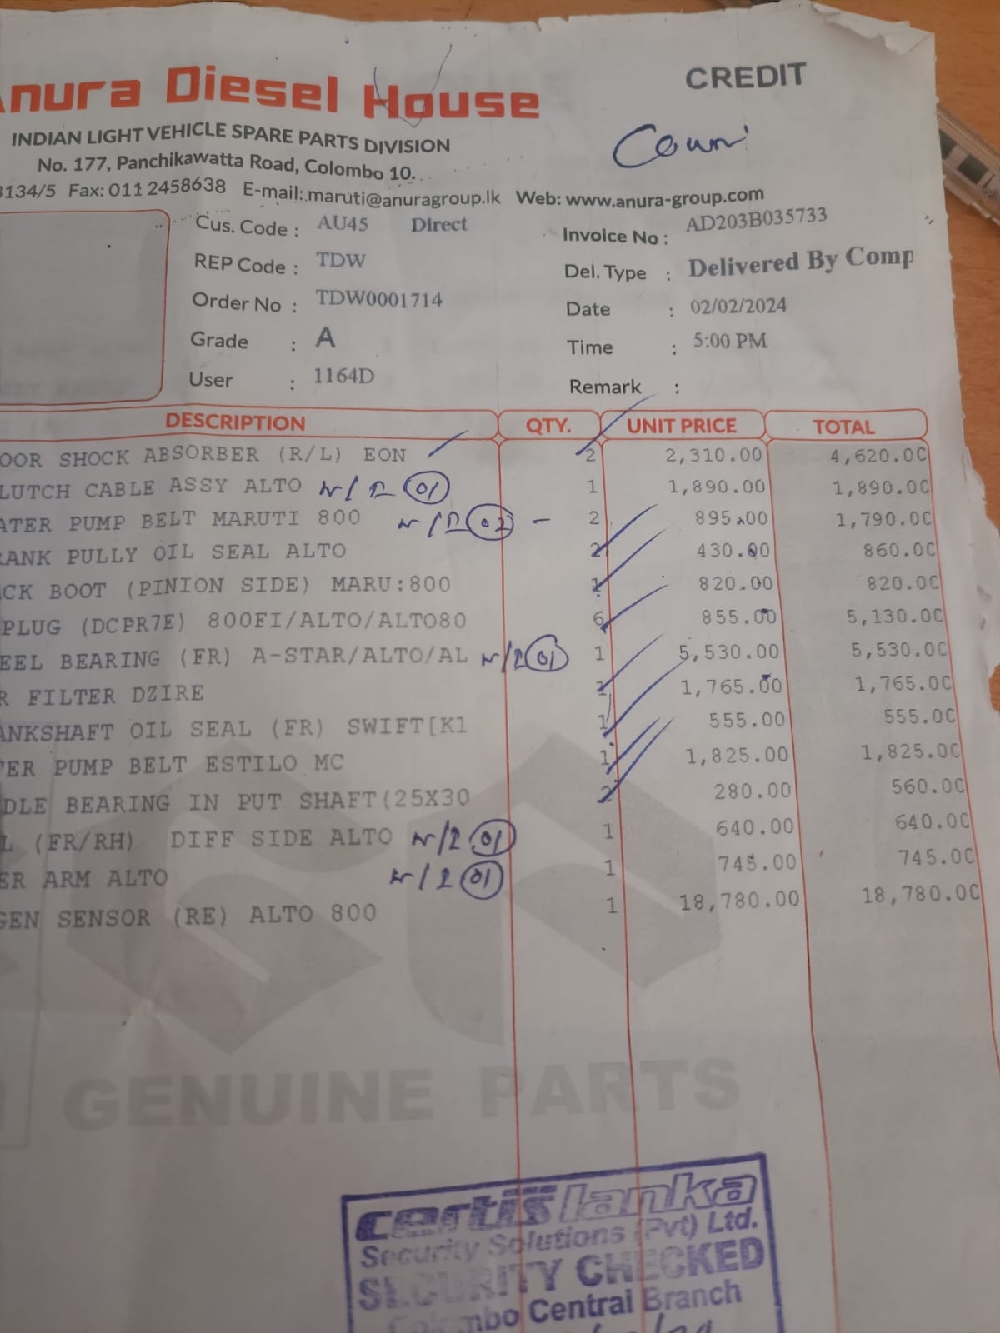 Anura Diesel House
CREDIT
INDIAN LIGHT VEHICLE SPARE PARTS DIVISION
No. 177, Panchikawatta Road, Colombo 10.
3134/5 Fax: 011 2458638 E-mail: maruti@anuragroup.lk Web: www.anura-group.com
Cus. Code : AU45 Direct
Invoice No : AD203B035733
REP Code : TDW
Del. Type : Delivered By Comp
Order No : TDW0001714
Date : 02/02/2024
Grade : A
Time : 5:00 PM
User : 1164D
Remark :
DESCRIPTION QTY. UNIT PRICE TOTAL
OOR SHOCK ABSORBER (R/L) EON 2 2,310.00 4,620.00
LUTCH CABLE ASSY ALTO 01 1 1,890.00 1,890.00
ATER PUMP BELT MARUTI 800 02 - 2 895.00 1,790.00
RANK PULLY OIL SEAL ALTO 2 430.00 860.00
CK BOOT (PINION SIDE) MARU:800 1 820.00 820.00
PLUG (DCPR7E) 800FI/ALTO/ALTO80 6 855.00 5,130.00
EEL BEARING (FR) A-STAR/ALTO/AL 01 1 5,530.00 5,530.00
R FILTER DZIRE 1 1,765.00 1,765.00
ANKSHAFT OIL SEAL (FR) SWIFT[K1 1 555.00 555.00
TER PUMP BELT ESTILO MC 1 1,825.00 1,825.00
DLE BEARING IN PUT SHAFT(25X30 2 280.00 560.00
L (FR/RH) DIFF SIDE ALTO 01 1 640.00 640.00
ER ARM ALTO 01 1 745.00 745.00
GEN SENSOR (RE) ALTO 800 1 18,780.00 18,780.00
GENUINE PARTS
certis lanka
Security Solutions (Pvt) Ltd.
SECURITY CHECKED
Colombo Central Branch